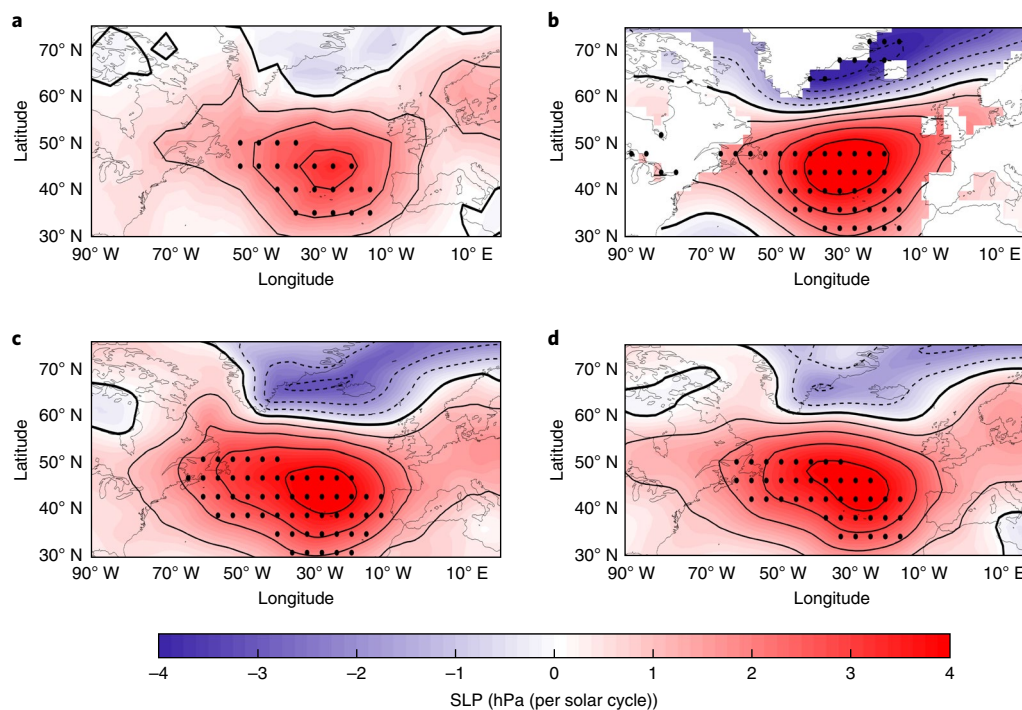 a
b
70° N
60° N
50° N
40° N
30° N
Latitude
90° W
70° W
50° W
30° W
10° W
10° E
Longitude
70° N
60° N
50° N
40° N
30° N
Latitude
90° W
70° W
50° W
30° W
10° W
10° E
Longitude
c
d
70° N
60° N
50° N
40° N
30° N
Latitude
90° W
70° W
50° W
30° W
10° W
10° E
Longitude
70° N
60° N
50° N
40° N
30° N
Latitude
90° W
70° W
50° W
30° W
10° W
10° E
Longitude
–4 –3 –2 –1 0 1 2 3 4
SLP (hPa (per solar cycle))